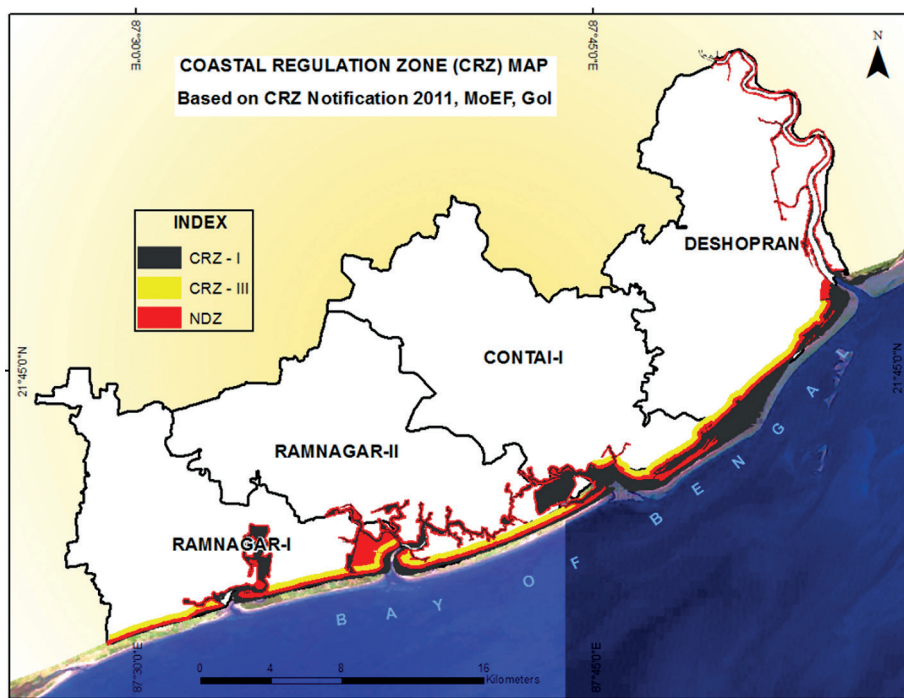 87°30'0"E
87°45'0"E
N
COASTAL REGULATION ZONE (CRZ) MAP
Based on CRZ Notification 2011, MoEF, GoI
INDEX
CRZ - I
CRZ - III
NDZ
DESHOPRAN
CONTAI-I
RAMNAGAR-II
RAMNAGAR-I
21°45'0"N
21°45'0"N
BAY OF BENGAL
87°30'0"E
87°45'0"E
0 4 8 16
Kilometers